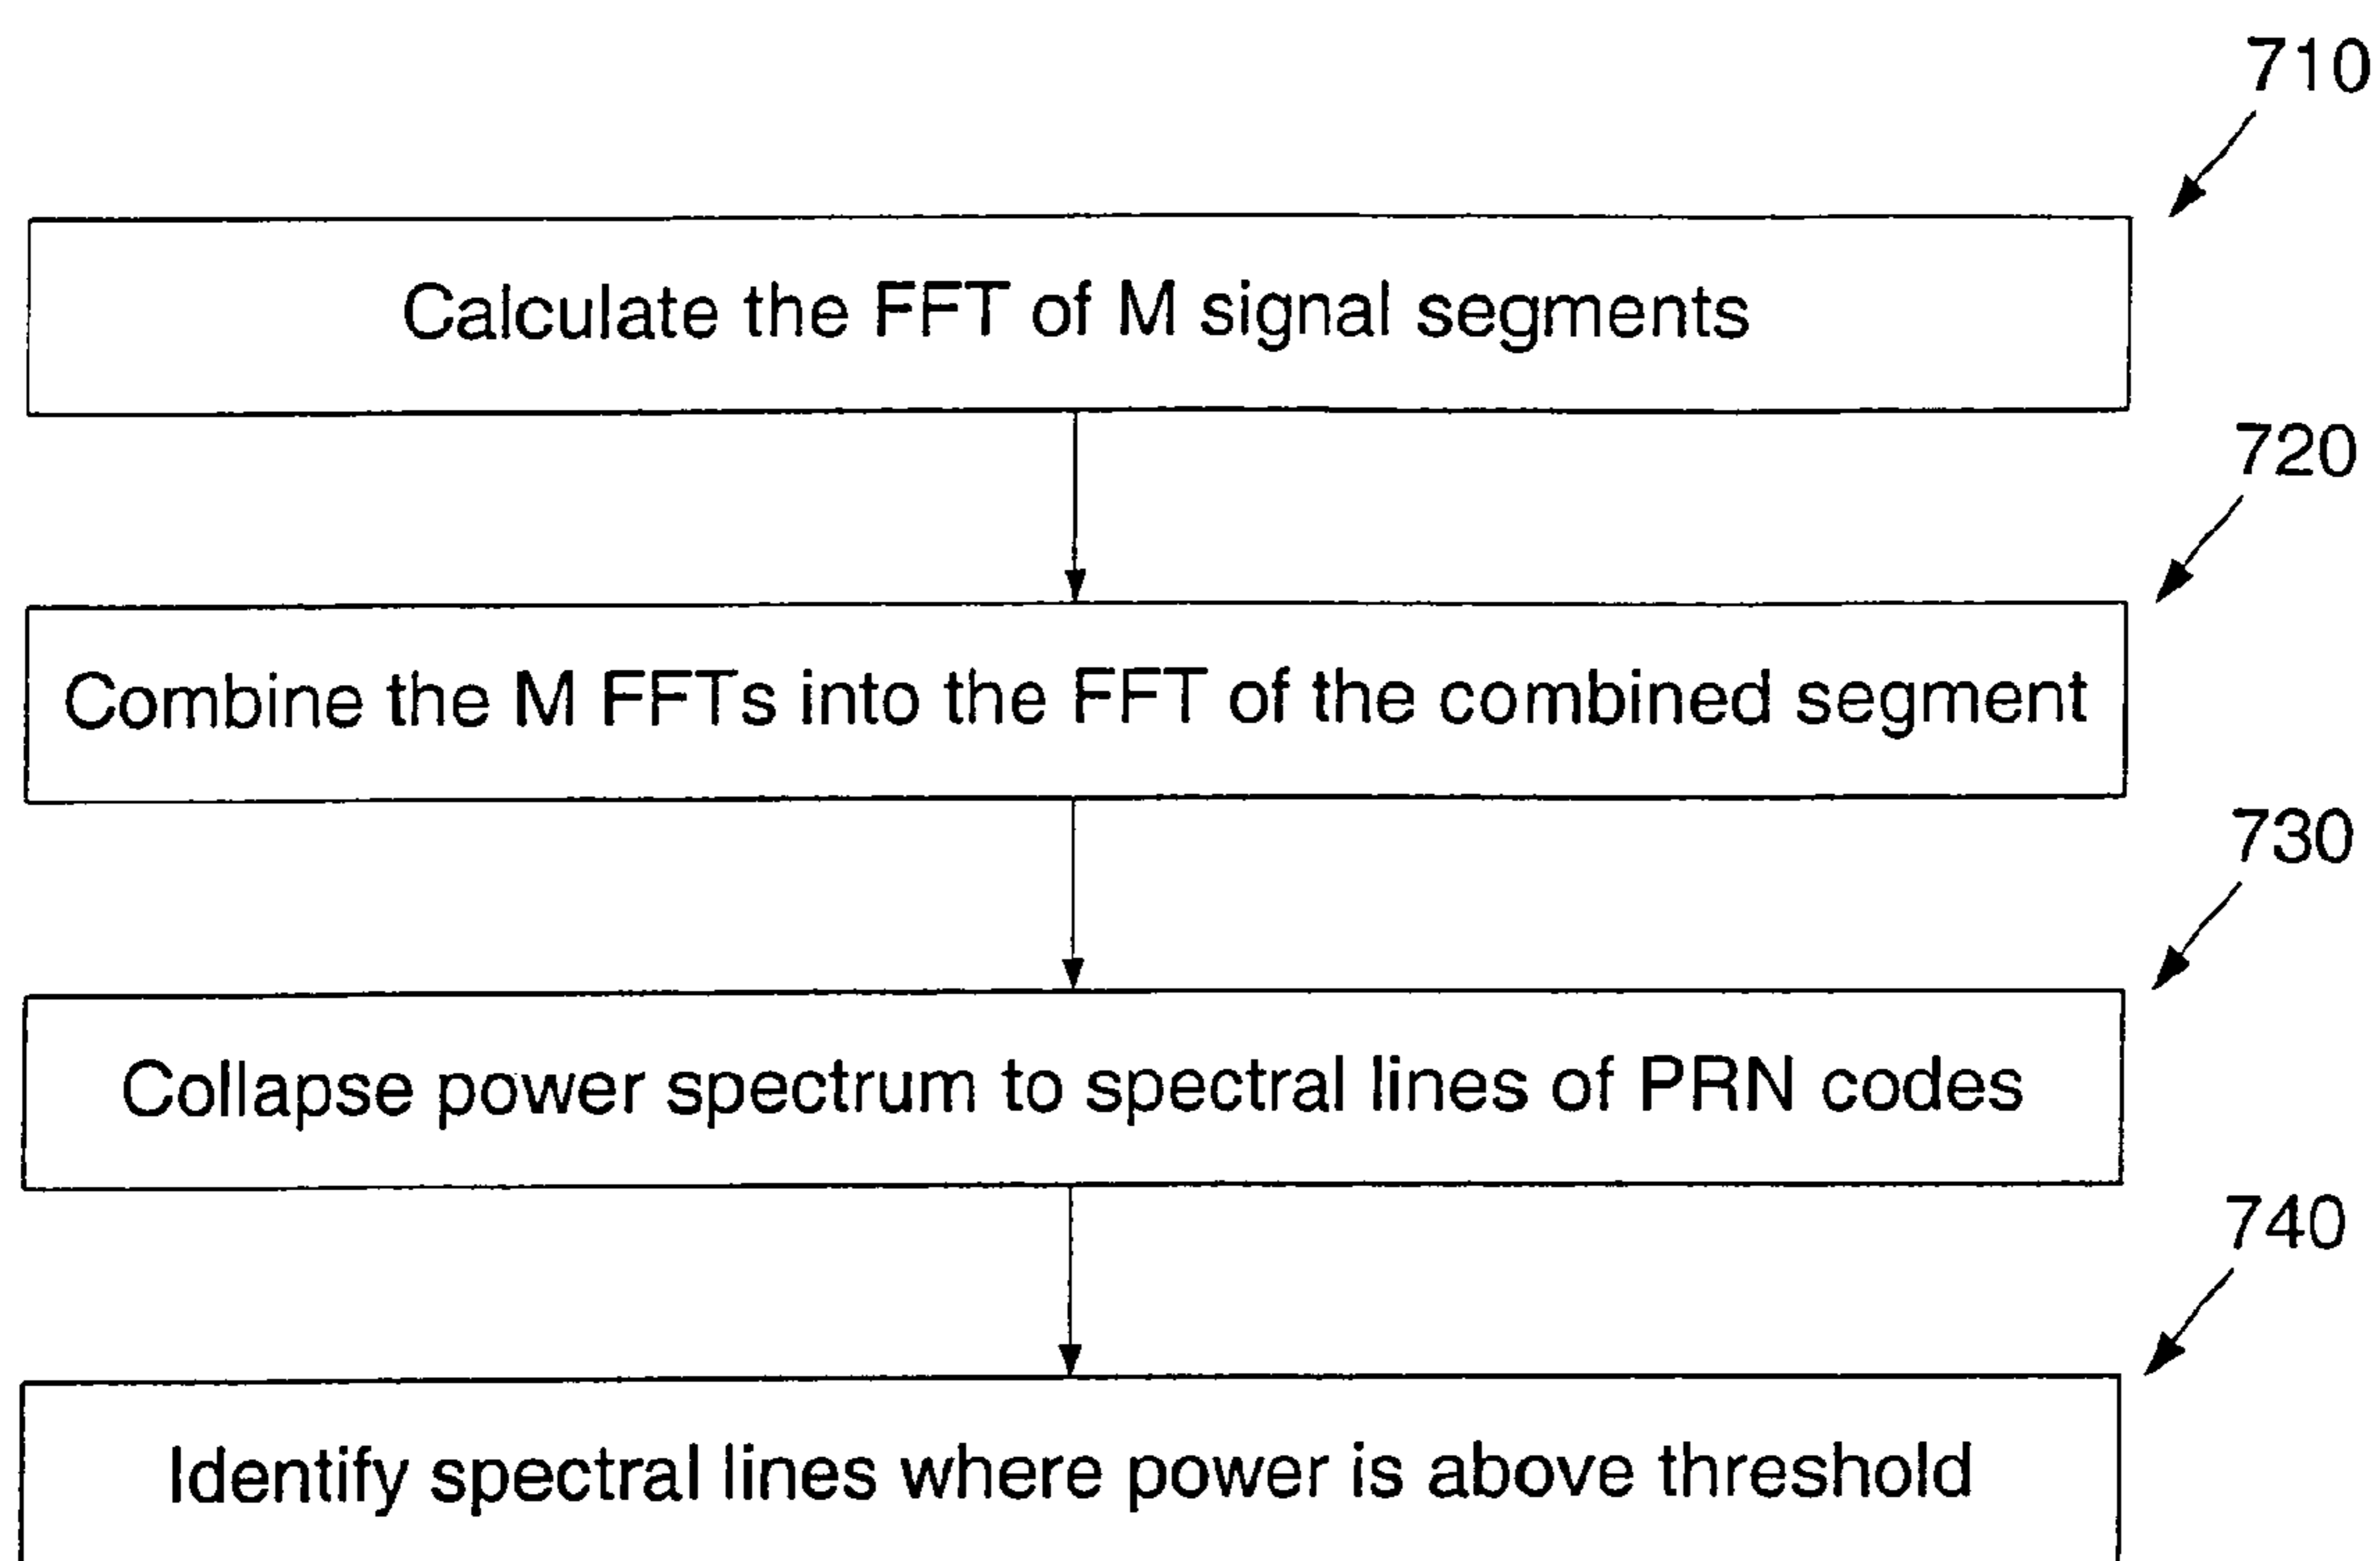 710
Calculate the FFT of M signal segments
720
Combine the M FFTs into the FFT of the combined segment
730
Collapse power spectrum to spectral lines of PRN codes
740
Identify spectral lines where power is above threshold